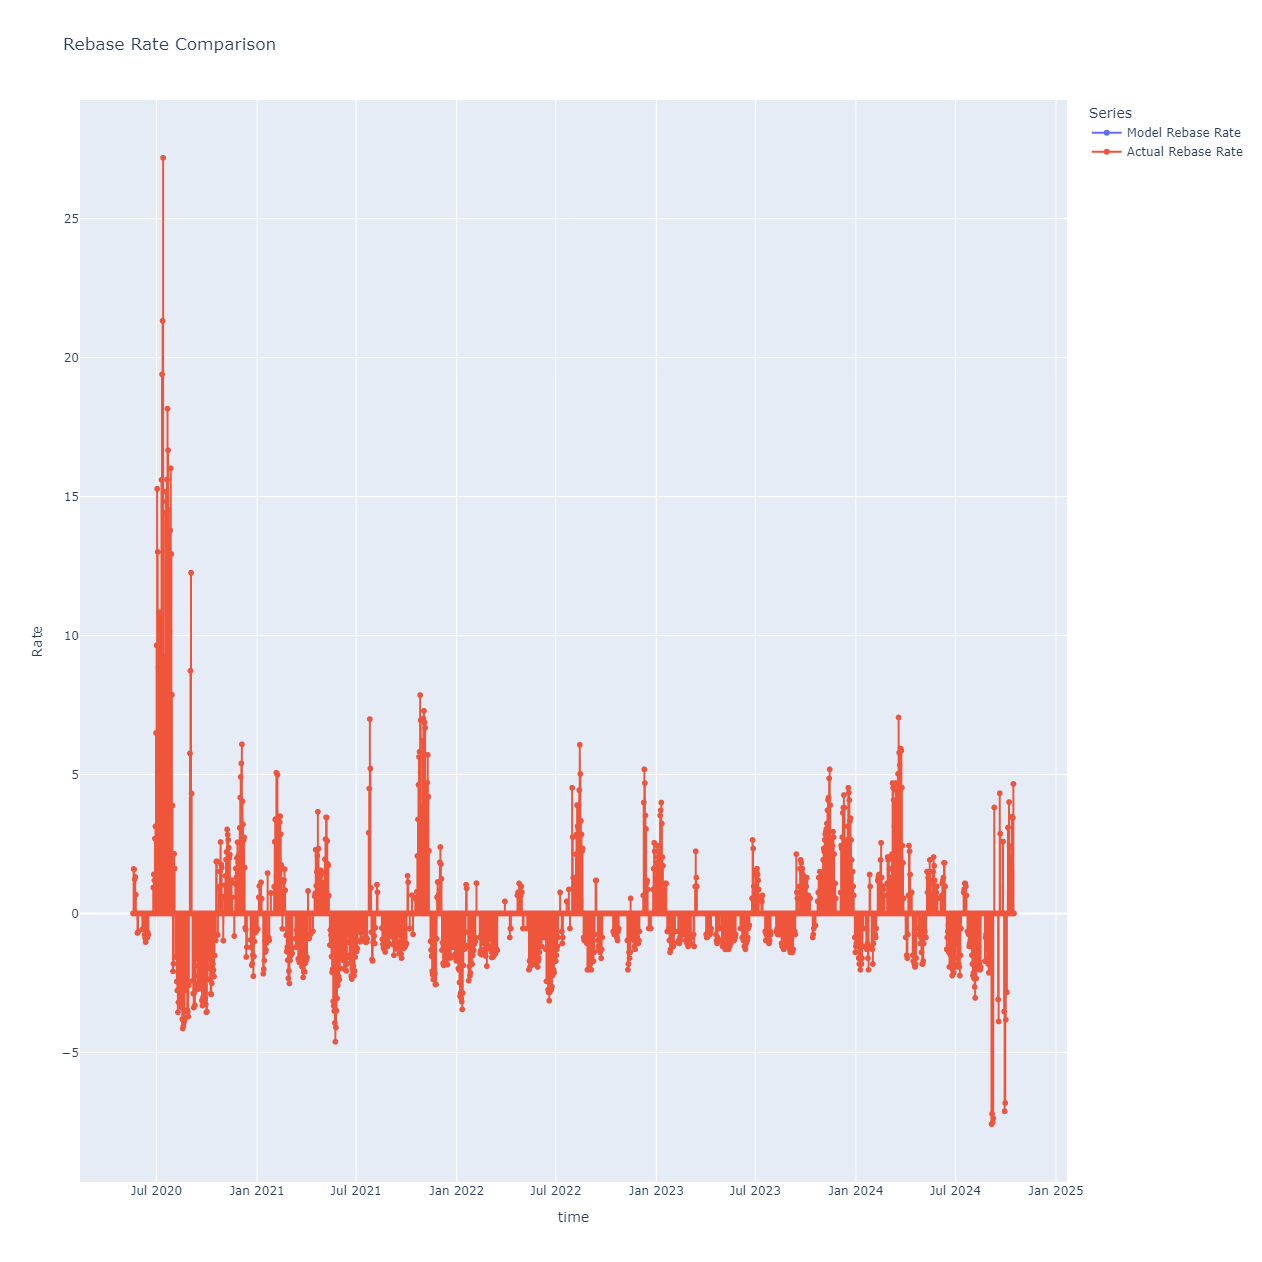 Rebase Rate Comparison
Series
Model Rebase Rate
Actual Rebase Rate
25
20
15
10
5
0
−5
Rate
Jul 2020
Jan 2021
Jul 2021
Jan 2022
Jul 2022
Jan 2023
Jul 2023
Jan 2024
Jul 2024
Jan 2025
time